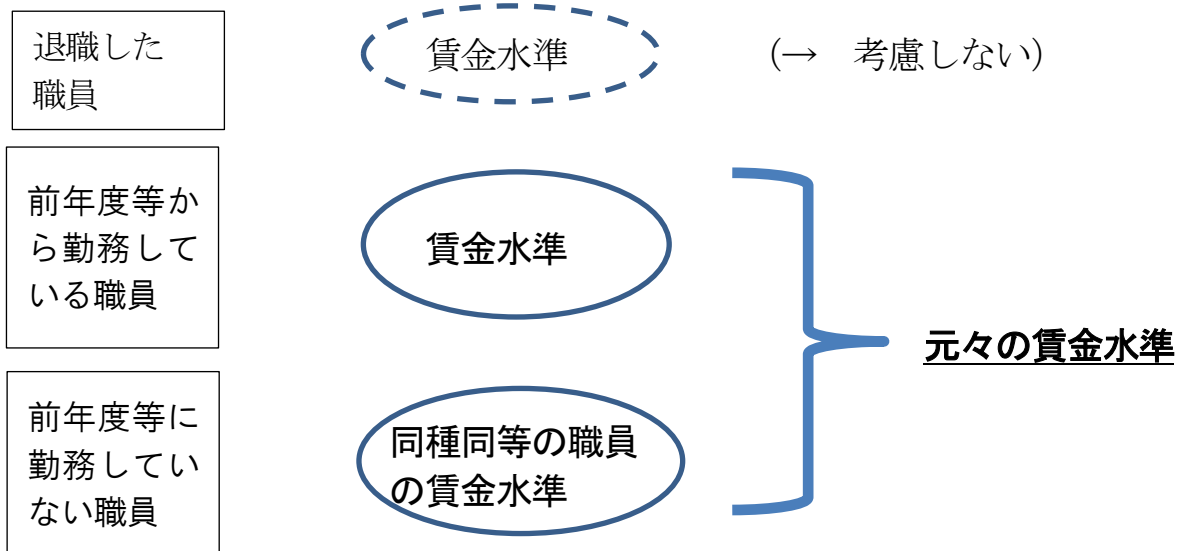 退職した
職員
賃金水準
(→　考慮しない)
前年度等か
ら勤務して
いる職員
賃金水準
元々の賃金水準
前年度等に
勤務してい
ない職員
同種同等の職員
の賃金水準